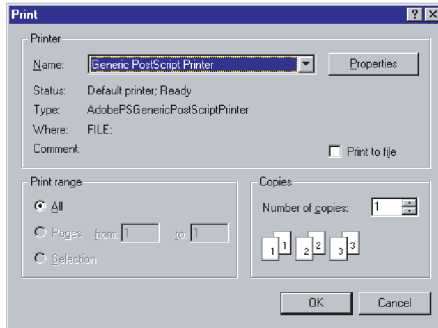 Print
Printer
Name: Generic PostScript Printer Properties
Status: Default printer; Ready
Type: AdobePSGenericPostScriptPrinter
Where: FILE:
Comment:
Print to file
Print range
All
Pages from: 1 to: 1
Selection
Copies
Number of copies: 1
1 1 2 2 3 3
OK Cancel